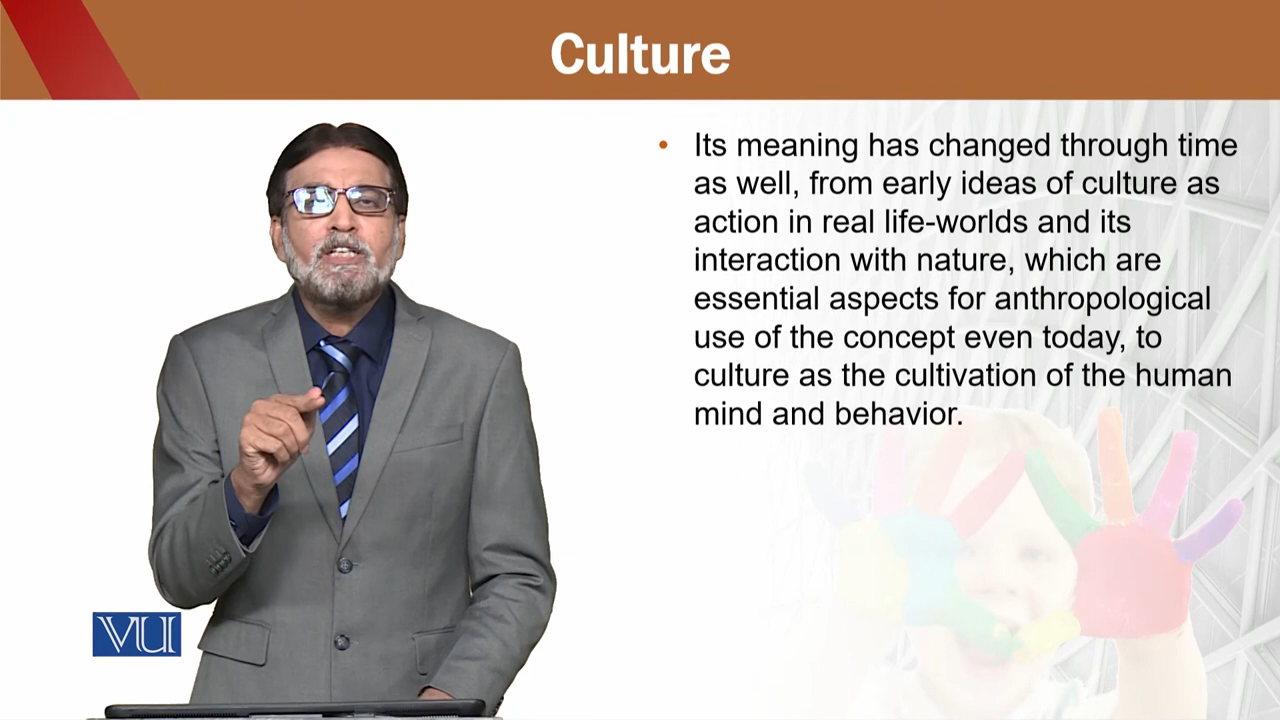 Culture
• Its meaning has changed through time
as well, from early ideas of culture as
action in real life-worlds and its
interaction with nature, which are
essential aspects for anthropological
use of the concept even today, to
culture as the cultivation of the human
mind and behavior.
VU